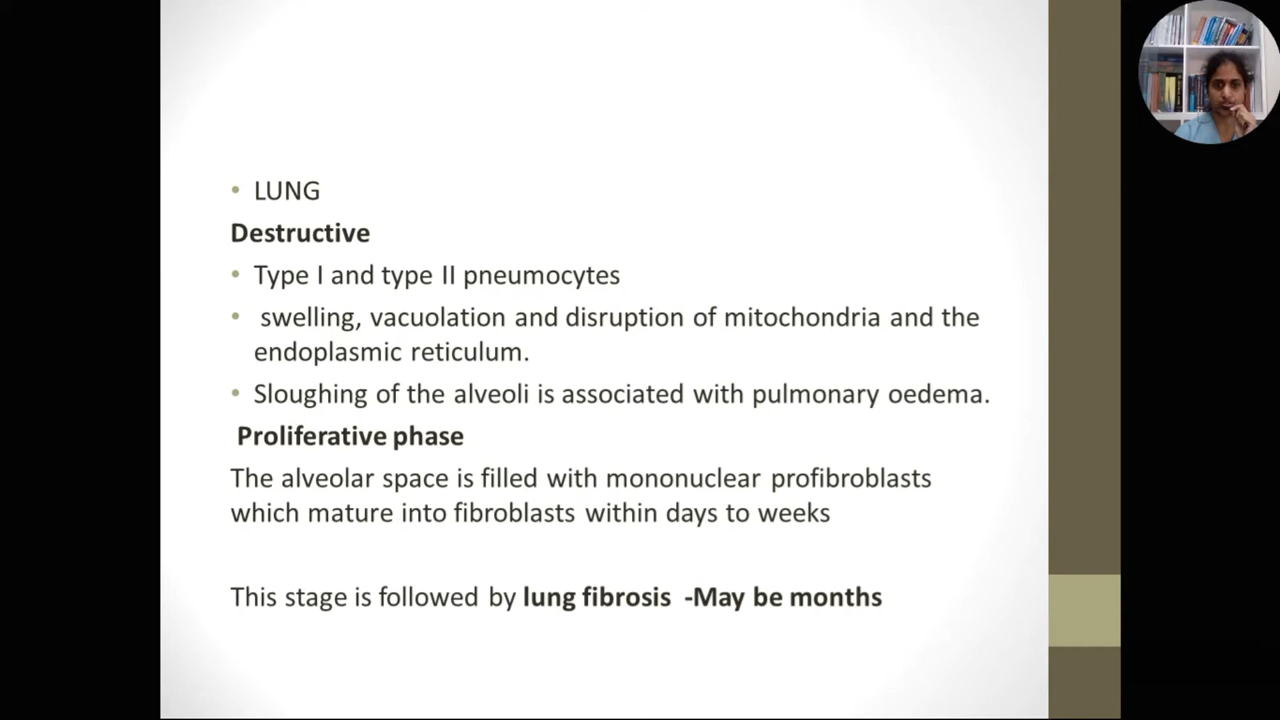 • LUNG
Destructive
• Type I and type II pneumocytes
• swelling, vacuolation and disruption of mitochondria and the
endoplasmic reticulum.
• Sloughing of the alveoli is associated with pulmonary oedema.
Proliferative phase
The alveolar space is filled with mononuclear profibroblasts
which mature into fibroblasts within days to weeks
This stage is followed by lung fibrosis -May be months